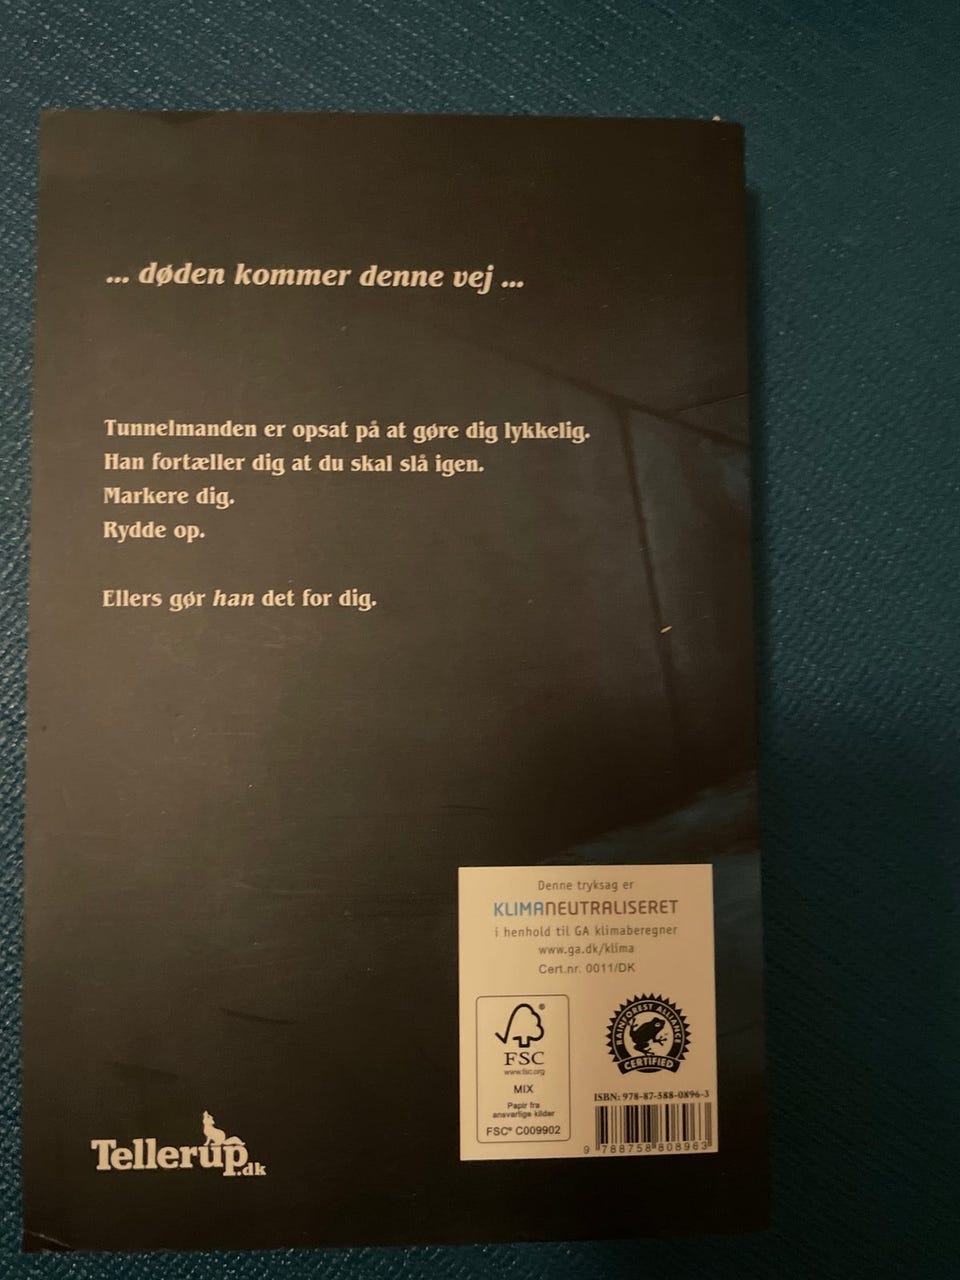 ... døden kommer denne vej ...
Tunnelmanden er opsat på at gøre dig lykkelig.
Han fortæller dig at du skal slå igen.
Markere dig.
Rydde op.
Ellers gør han det for dig.
Denne tryksag er
KLIMANEUTRALISERET
i henhold til GA klimaberegner
www.ga.dk/klima
Cert.nr. 0011/DK
®
FSC
www.fsc.org
MIX
Papir fra
ansvarlige kilder
FSC® C009902
RAINFOREST ALLIANCE
CERTIFIED
ISBN: 978-87-588-0896-3
9 788758 808963
Tellerup.dk